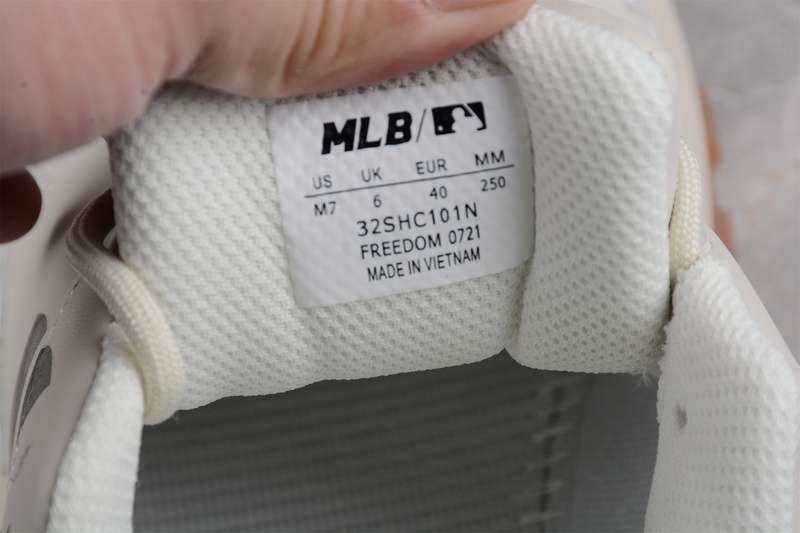 MLB/
US UK EUR MM
M7 6 40 250
32SHC101N
FREEDOM 0721
MADE IN VIETNAM